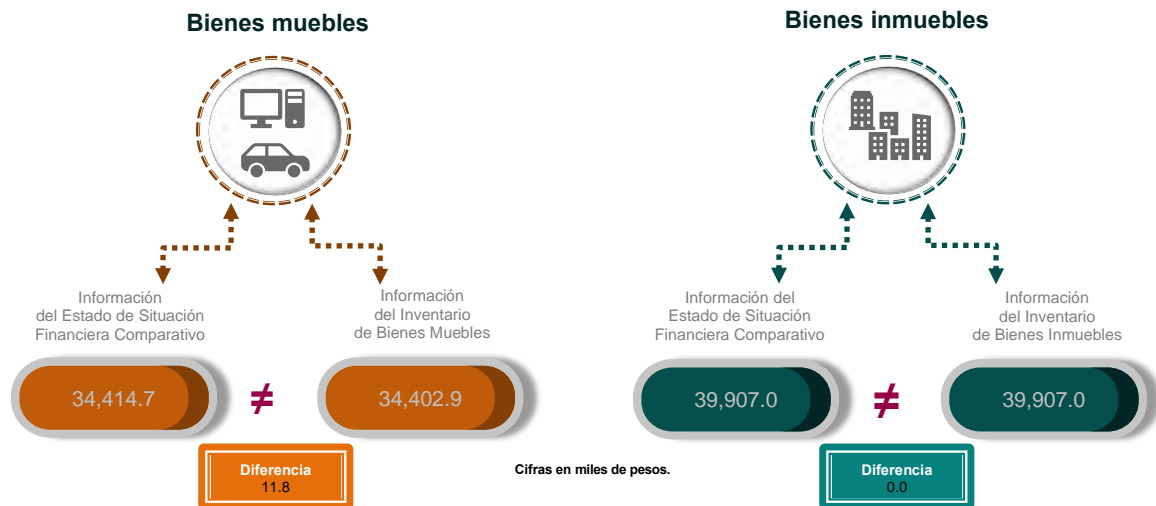 Bienes muebles
Información
del Estado de Situación
Financiera Comparativo
Información
del Inventario
de Bienes Muebles
34,414.7
≠
34,402.9
Diferencia
11.8
Cifras en miles de pesos.
Bienes inmuebles
Información del
Estado de Situación
Financiera Comparativo
Información
del Inventario
de Bienes Inmuebles
39,907.0
≠
39,907.0
Diferencia
0.0